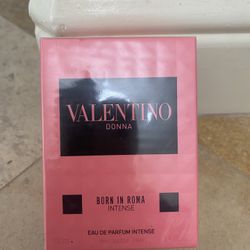 VALENTINO
DONNA
BORN IN ROMA
INTENSE
EAU DE PARFUM INTENSE